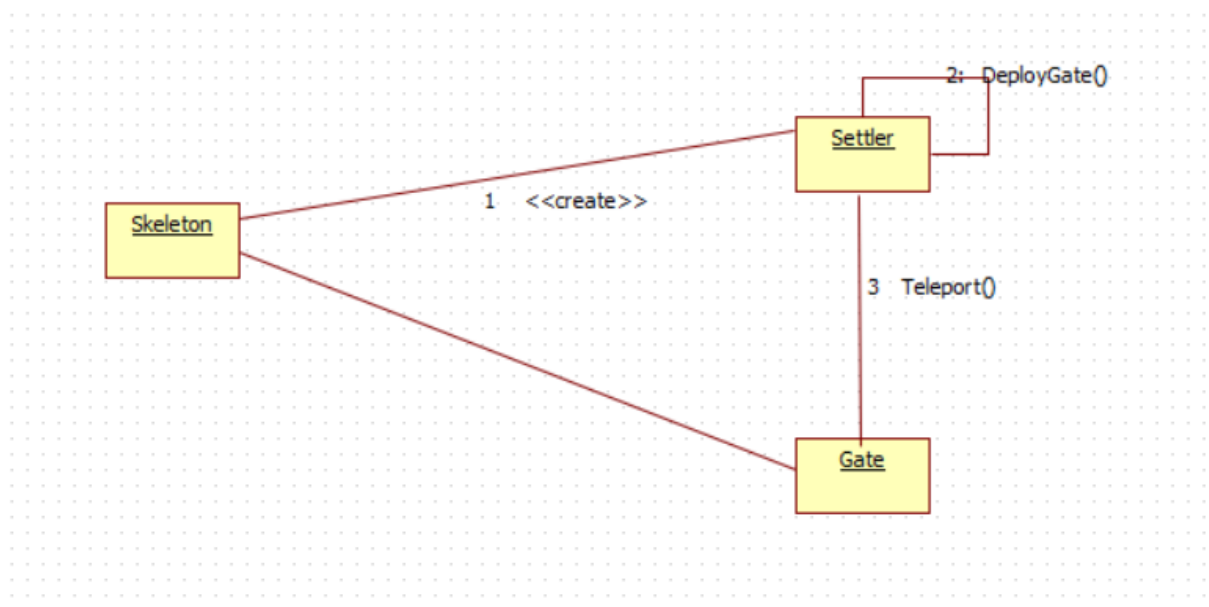 2: DeployGate()
Settler
1 <<create>>
Skeleton
3 Teleport()
Gate